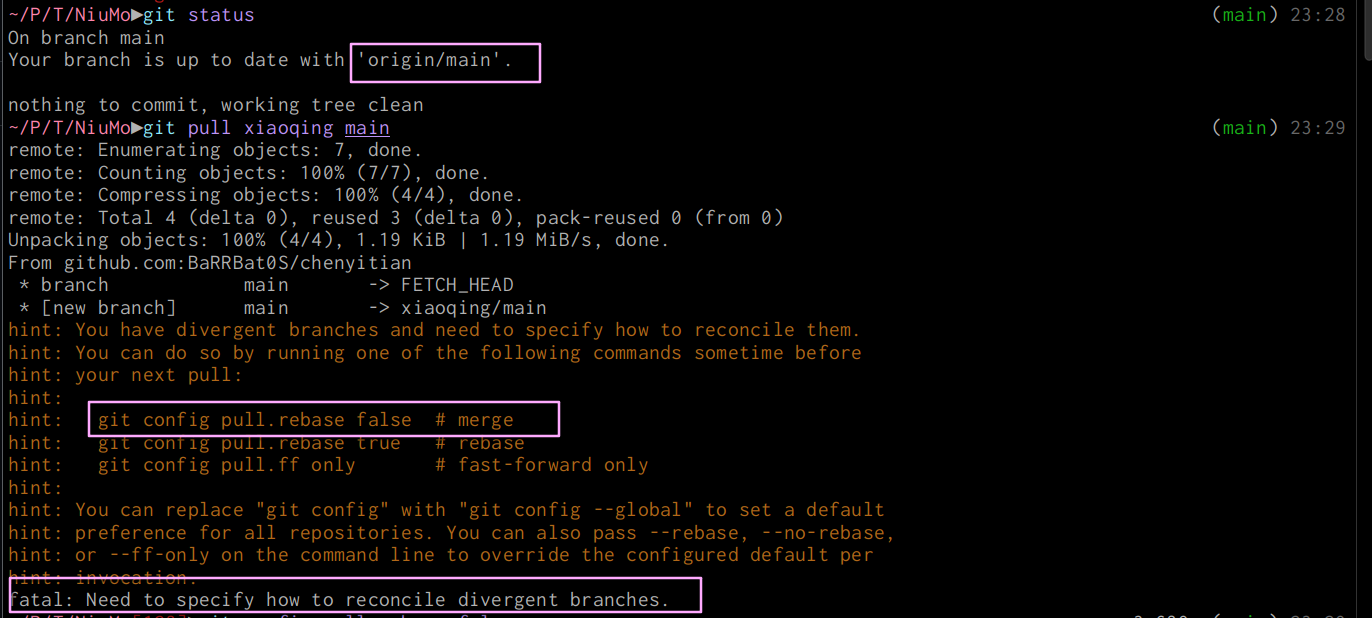 ~/P/T/NiuMo▶git status (main) 23:28
On branch main
Your branch is up to date with 'origin/main'.
nothing to commit, working tree clean
~/P/T/NiuMo▶git pull xiaoqing main (main) 23:29
remote: Enumerating objects: 7, done.
remote: Counting objects: 100% (7/7), done.
remote: Compressing objects: 100% (4/4), done.
remote: Total 4 (delta 0), reused 3 (delta 0), pack-reused 0 (from 0)
Unpacking objects: 100% (4/4), 1.19 KiB | 1.19 MiB/s, done.
From github.com:BaRRBat0S/chenyitian
 * branch            main       -> FETCH_HEAD
 * [new branch]      main       -> xiaoqing/main
hint: You have divergent branches and need to specify how to reconcile them.
hint: You can do so by running one of the following commands sometime before
hint: your next pull:
hint:
hint:   git config pull.rebase false  # merge
hint:   git config pull.rebase true   # rebase
hint:   git config pull.ff only       # fast-forward only
hint:
hint: You can replace "git config" with "git config --global" to set a default
hint: preference for all repositories. You can also pass --rebase, --no-rebase,
hint: or --ff-only on the command line to override the configured default per
hint: invocation.
fatal: Need to specify how to reconcile divergent branches.